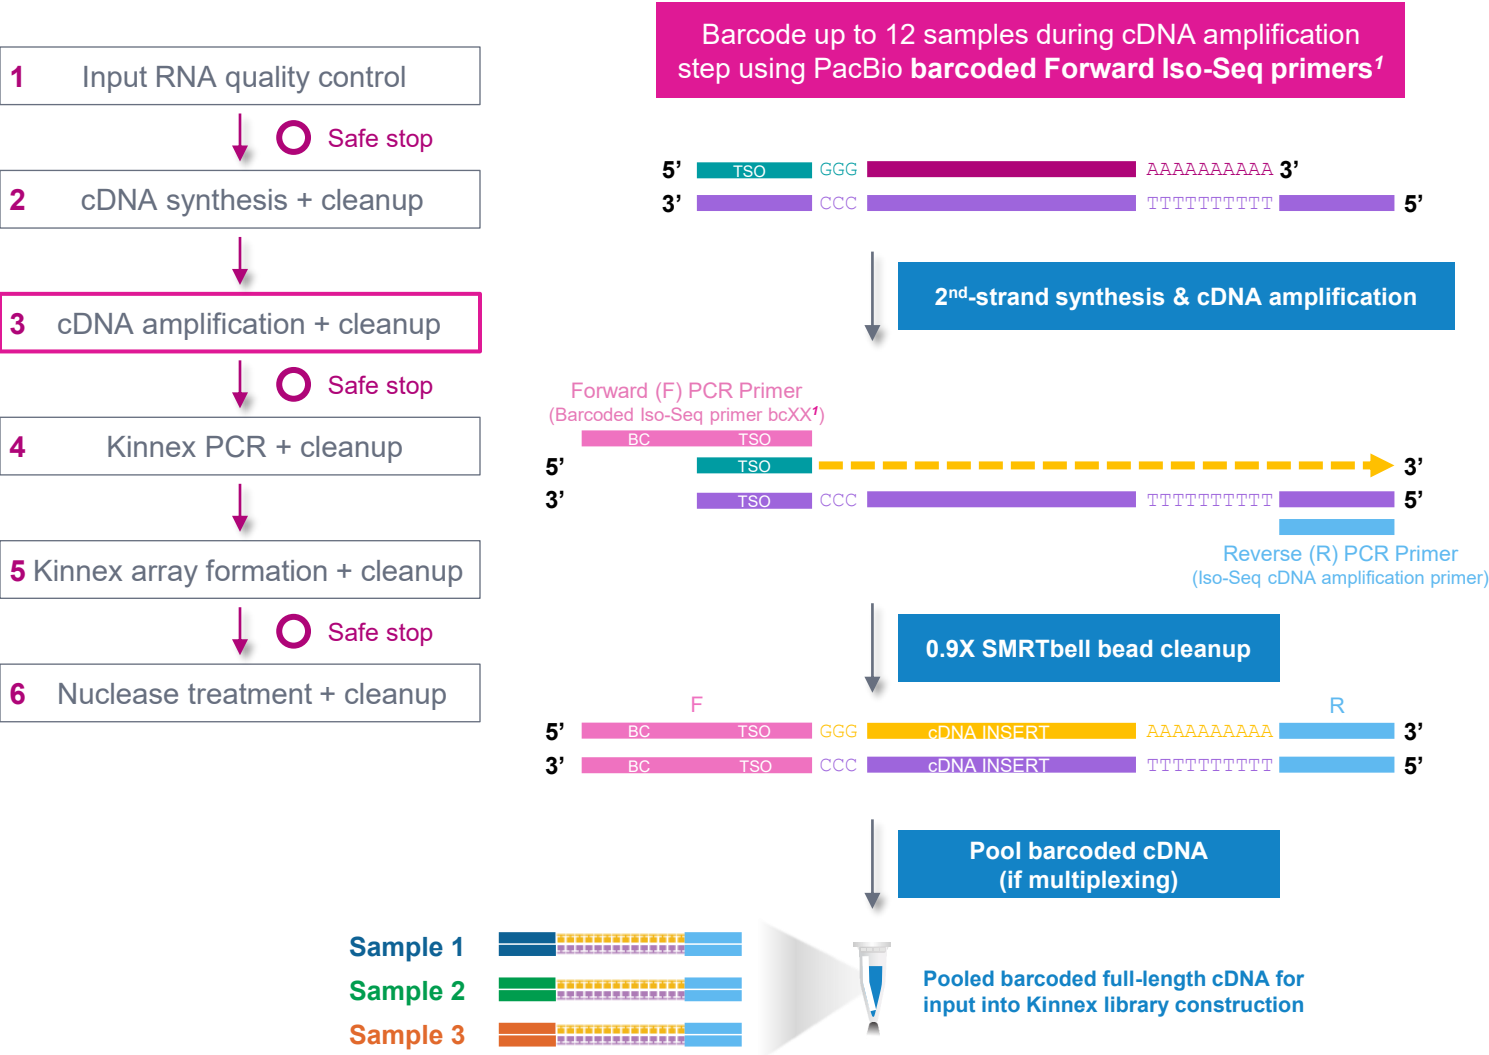 1 Input RNA quality control
Safe stop
2 cDNA synthesis + cleanup
3 cDNA amplification + cleanup
Safe stop
4 Kinnex PCR + cleanup
5 Kinnex array formation + cleanup
Safe stop
6 Nuclease treatment + cleanup
Barcode up to 12 samples during cDNA amplification
step using PacBio barcoded Forward Iso-Seq primers¹
5’ TSO GGG AAAAAAAAAA 3’
3’ CCC TTTTTTTTTT 5’
2nd-strand synthesis & cDNA amplification
Forward (F) PCR Primer
(Barcoded Iso-Seq primer bcXX¹)
BC TSO
5’ TSO 3’
3’ TSO CCC TTTTTTTTTT 5’
Reverse (R) PCR Primer
(Iso-Seq cDNA amplification primer)
0.9X SMRTbell bead cleanup
F R
5’ BC TSO GGG cDNA INSERT AAAAAAAAAA 3’
3’ BC TSO CCC cDNA INSERT TTTTTTTTTT 5’
Pool barcoded cDNA
(if multiplexing)
Sample 1
Sample 2
Sample 3
Pooled barcoded full-length cDNA for
input into Kinnex library construction